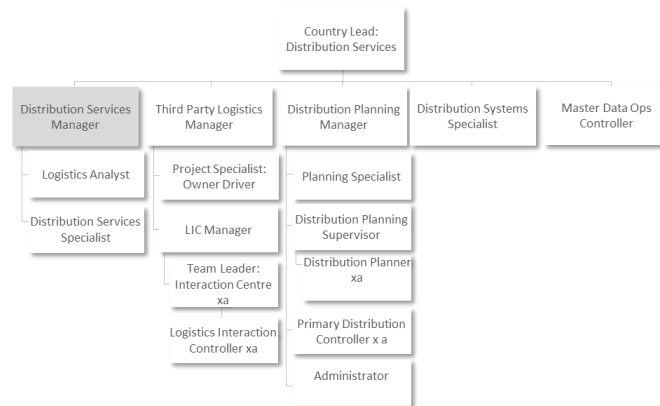 Country Lead:
Distribution Services
Distribution Services
Manager
Third Party Logistics
Manager
Distribution Planning
Manager
Distribution Systems
Specialist
Master Data Ops
Controller
Logistics Analyst
Distribution Services
Specialist
Project Specialist:
Owner Driver
LIC Manager
Team Leader:
Interaction Centre
xa
Logistics Interaction
Controller xa
Planning Specialist
Distribution Planning
Supervisor
Distribution Planner
xa
Primary Distribution
Controller x a
Administrator